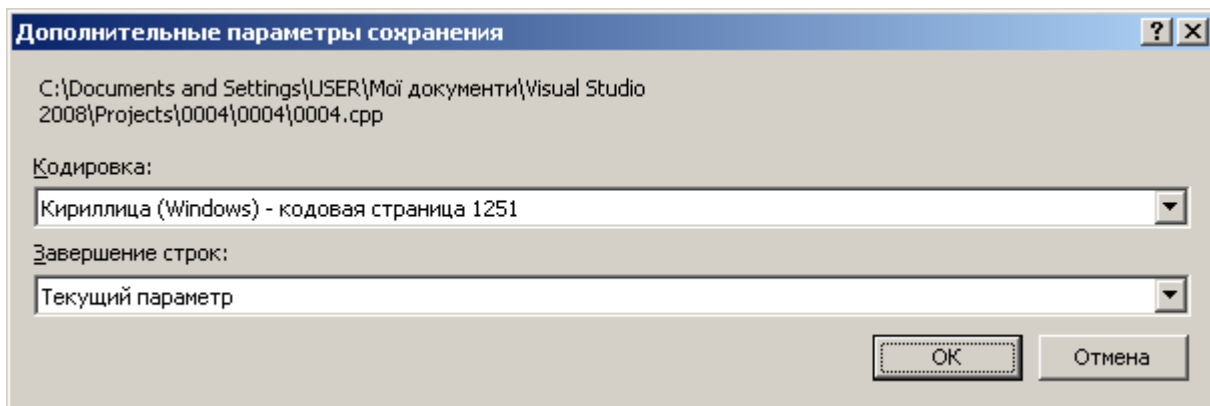 Дополнительные параметры сохранения
C:\Documents and Settings\USER\Мої документи\Visual Studio
2008\Projects\0004\0004\0004.cpp
Кодировка:
Кириллица (Windows) - кодовая страница 1251
Завершение строк:
Текущий параметр
ОК Отмена